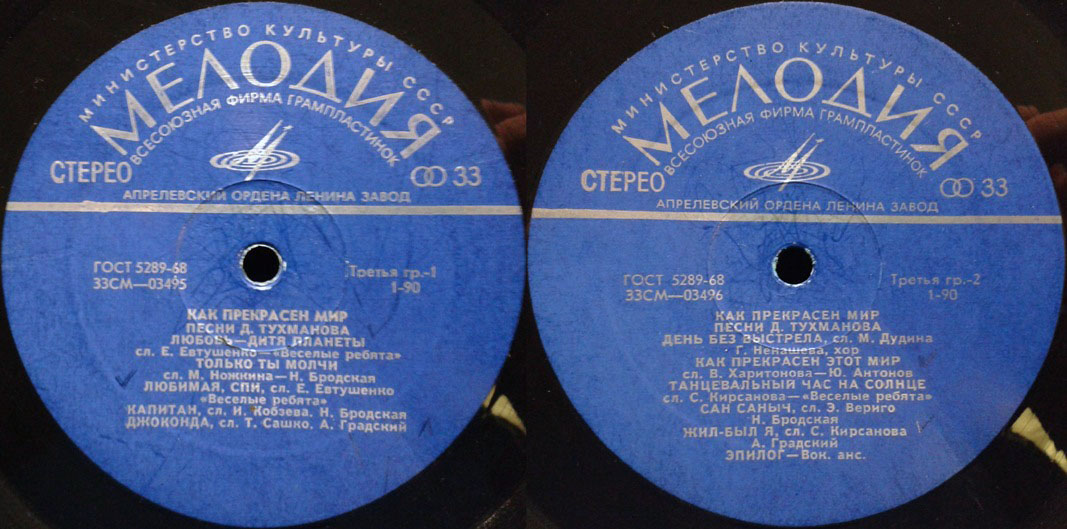 МИНИСТЕРСТВО КУЛЬТУРЫ СССР
МЕЛОДИЯ
ВСЕСОЮЗНАЯ ФИРМА ГРАМПЛАСТИНОК
СТЕРЕО
33
АПРЕЛЕВСКИЙ ОРДЕНА ЛЕНИНА ЗАВОД
ГОСТ 5289-68
33СМ—03495
Третья гр.-1
1-90
КАК ПРЕКРАСЕН МИР
ПЕСНИ Д. ТУХМАНОВА
ЛЮБОВЬ—ДИТЯ ПЛАНЕТЫ
сл. Е. Евтушенко—«Веселые ребята»
ТОЛЬКО ТЫ МОЛЧИ
сл. М. Ножкина—Н. Бродская
ЛЮБИМАЯ, СПИ, сл. Е. Евтушенко
«Веселые ребята»
КАПИТАН, сл. И. Кобзева, Н. Бродская
ДЖОКОНДА, сл. Т. Сашко, А. Градский
МИНИСТЕРСТВО КУЛЬТУРЫ СССР
МЕЛОДИЯ
ВСЕСОЮЗНАЯ ФИРМА ГРАМПЛАСТИНОК
СТЕРЕО
33
АПРЕЛЕВСКИЙ ОРДЕНА ЛЕНИНА ЗАВОД
ГОСТ 5289-68
33СМ—03496
Третья гр.-2
1-90
КАК ПРЕКРАСЕН МИР
ПЕСНИ Д. ТУХМАНОВА
ДЕНЬ БЕЗ ВЫСТРЕЛА, сл. М. Дудина
Г. Ненашева, хор
КАК ПРЕКРАСЕН ЭТОТ МИР
сл. В. Харитонова—Ю. Антонов
ТАНЦЕВАЛЬНЫЙ ЧАС НА СОЛНЦЕ
сл. С. Кирсанова—«Веселые ребята»
САН САНЫЧ, сл. Э. Вериго
Н. Бродская
ЖИЛ-БЫЛ Я, сл. С. Кирсанова
А. Градский
ЭПИЛОГ—Вок. анс.